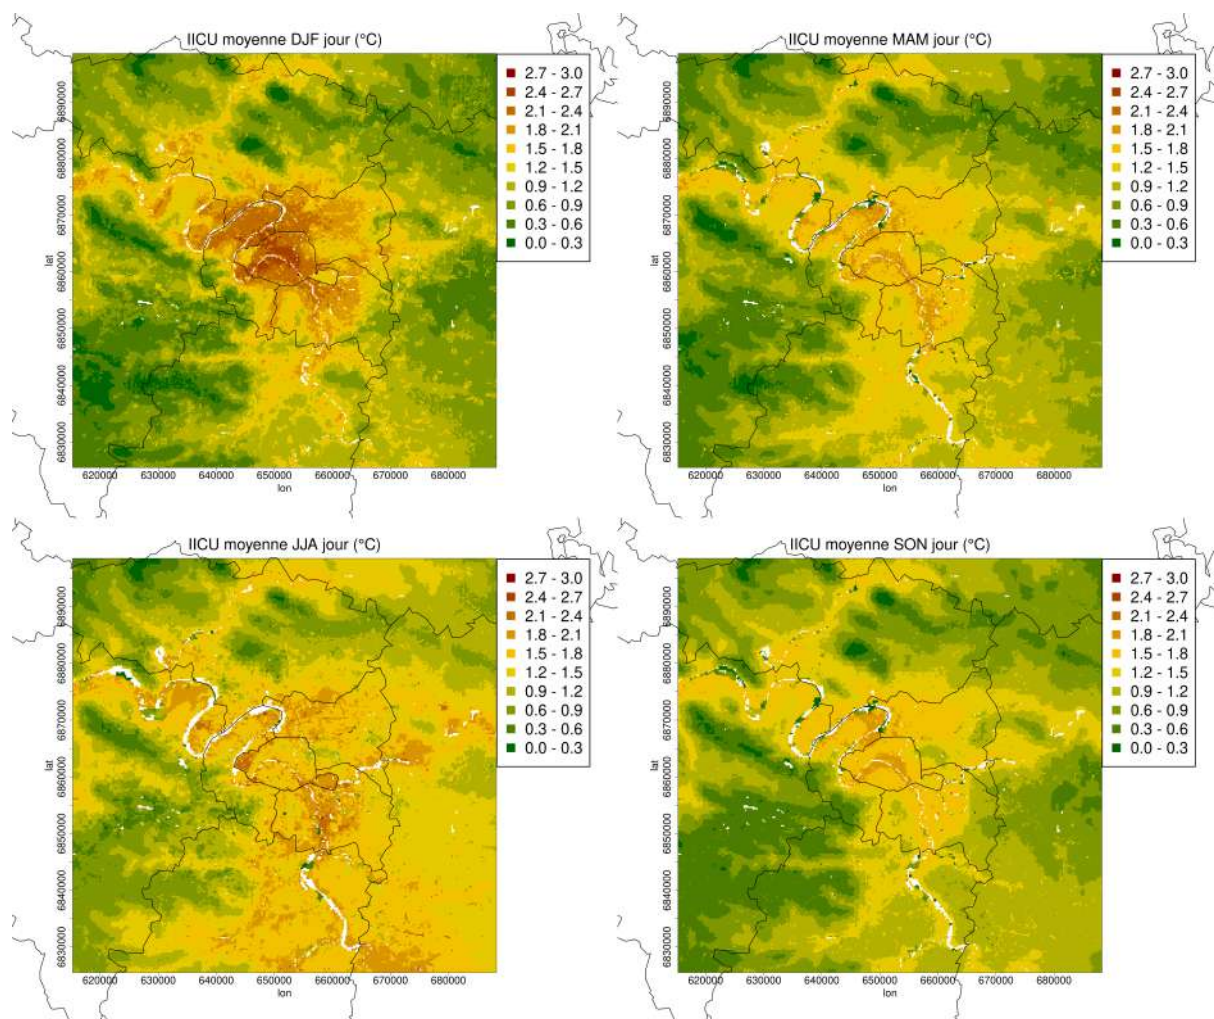 IICU moyenne DJF jour (°C)
2.7 - 3.0
2.4 - 2.7
2.1 - 2.4
1.8 - 2.1
1.5 - 1.8
1.2 - 1.5
0.9 - 1.2
0.6 - 0.9
0.3 - 0.6
0.0 - 0.3
6890000
6880000
6870000
6860000
6850000
6840000
6830000
lat
620000 630000 640000 650000 660000 670000 680000
lon
IICU moyenne MAM jour (°C)
2.7 - 3.0
2.4 - 2.7
2.1 - 2.4
1.8 - 2.1
1.5 - 1.8
1.2 - 1.5
0.9 - 1.2
0.6 - 0.9
0.3 - 0.6
0.0 - 0.3
6890000
6880000
6870000
6860000
6850000
6840000
6830000
lat
620000 630000 640000 650000 660000 670000 680000
lon
IICU moyenne JJA jour (°C)
2.7 - 3.0
2.4 - 2.7
2.1 - 2.4
1.8 - 2.1
1.5 - 1.8
1.2 - 1.5
0.9 - 1.2
0.6 - 0.9
0.3 - 0.6
0.0 - 0.3
6890000
6880000
6870000
6860000
6850000
6840000
6830000
lat
620000 630000 640000 650000 660000 670000 680000
lon
IICU moyenne SON jour (°C)
2.7 - 3.0
2.4 - 2.7
2.1 - 2.4
1.8 - 2.1
1.5 - 1.8
1.2 - 1.5
0.9 - 1.2
0.6 - 0.9
0.3 - 0.6
0.0 - 0.3
6890000
6880000
6870000
6860000
6850000
6840000
6830000
lat
620000 630000 640000 650000 660000 670000 680000
lon